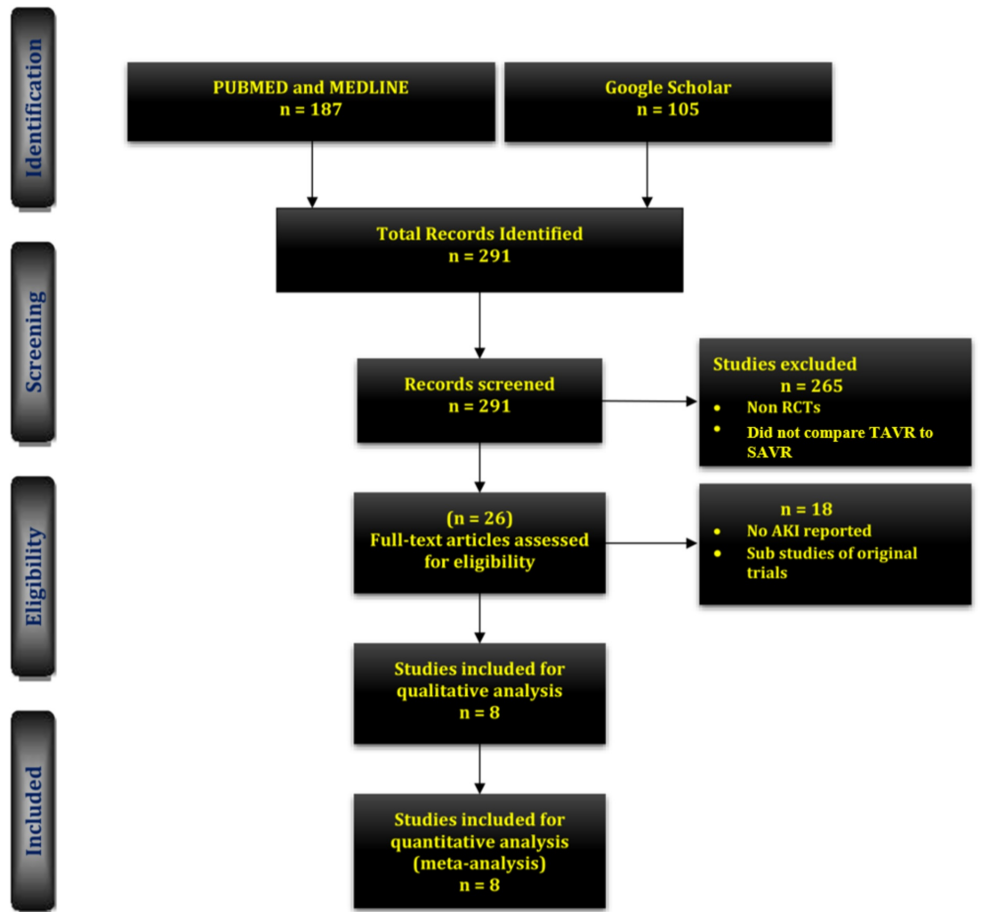 Identification
PUBMED and MEDLINE
n = 187
Google Scholar
n = 105
Total Records Identified
n = 291
Screening
Records screened
n = 291
Studies excluded
n = 265
• Non RCTs
• Did not compare TAVR to
SAVR
Eligibility
(n = 26)
Full-text articles assessed
for eligibility
n = 18
• No AKI reported
• Sub studies of original
trials
Studies included for
qualitative analysis
n = 8
Included
Studies included for
quantitative analysis
(meta-analysis)
n = 8